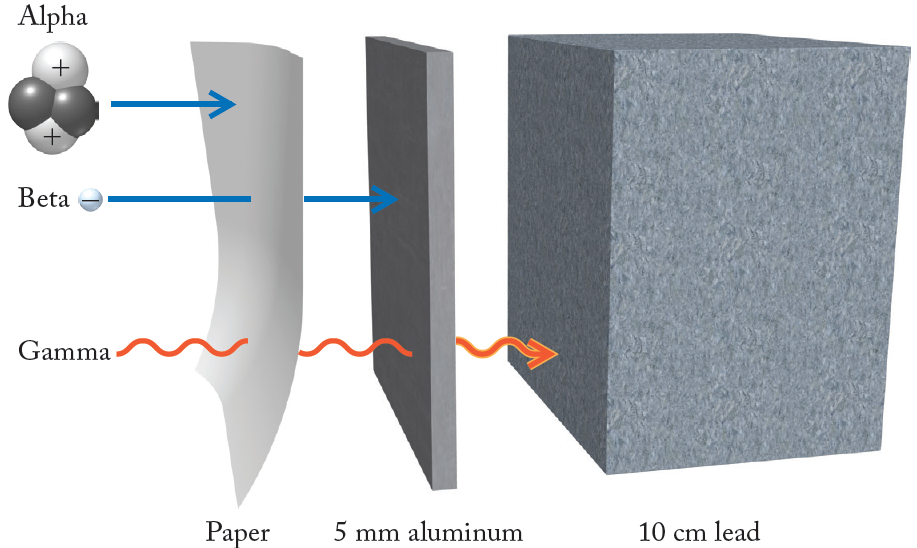 Alpha
+
+
Beta −
Gamma
Paper 5 mm aluminum 10 cm lead